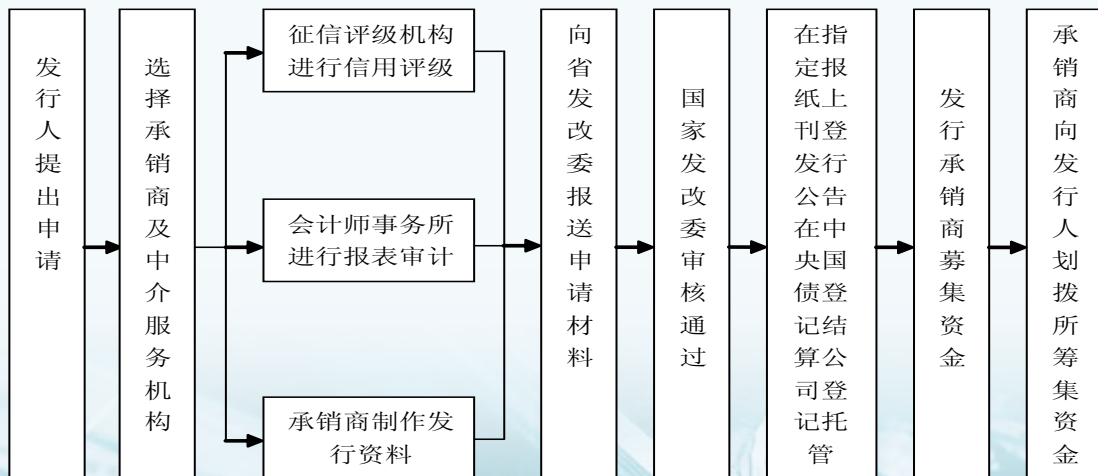 发行人提出申请
选择承销商及中介服务机构
征信评级机构
进行信用评级
会计师事务所
进行报表审计
承销商制作发
行资料
向省发改委报送申请材料
国家发改委审核通过
在指
定报
纸上
刊登
发行
公告
在中
央国
债登
记结
算公
司登
记托
管
发行承销商募集资金
承销商向发行人划拨所筹集资金